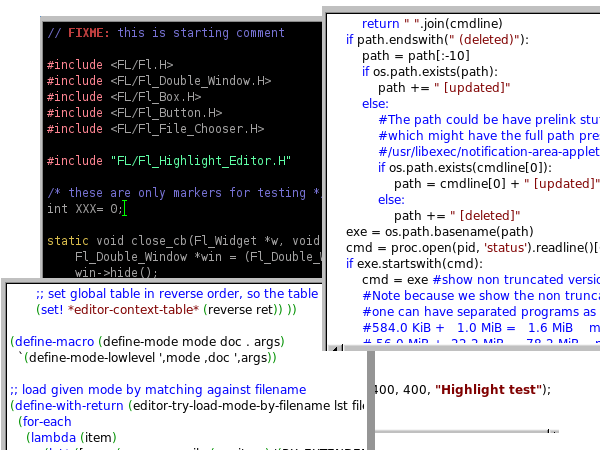 // FIXME: this is starting comment
#include <FL/Fl.H>
#include <FL/Fl_Double_Window.H>
#include <FL/Fl_Box.H>
#include <FL/Fl_Button.H>
#include <FL/Fl_File_Chooser.H>
#include "FL/Fl_Highlight_Editor.H"
/* these are only markers for testing *
int XXX= 0;
static void close_cb(Fl_Widget *w, void
Fl_Double_Window *win = (Fl_Double_W
win->hide();
return " ".join(cmdline)
if path.endswith(" (deleted)"):
path = path[:-10]
if os.path.exists(path):
path += " [updated]"
else:
#The path could be have prelink stu
#which might have the full path pre
#/usr/libexec/notification-area-applet
if os.path.exists(cmdline[0]):
path = cmdline[0] + " [updated]"
else:
path += " [deleted]"
exe = os.path.basename(path)
cmd = proc.open(pid, 'status').readline()[
if exe.startswith(cmd):
cmd = exe #show non truncated versio
#Note because we show the non trunca
#one can have separated programs as
#584.0 KiB + 1.0 MiB = 1.6 MiB m
# 56.0 MiB + 22.2 MiB = 78.2 MiB
;; set global table in reverse order, so the table
(set! *editor-context-table* (reverse ret)) ))
(define-macro (define-mode mode doc . args)
`(define-mode-lowlevel ',mode ,doc ',args))
;; load given mode by matching against filename
(define-with-return (editor-try-load-mode-by-filename lst file
(for-each
(lambda (item)
400, 400, "Highlight test");